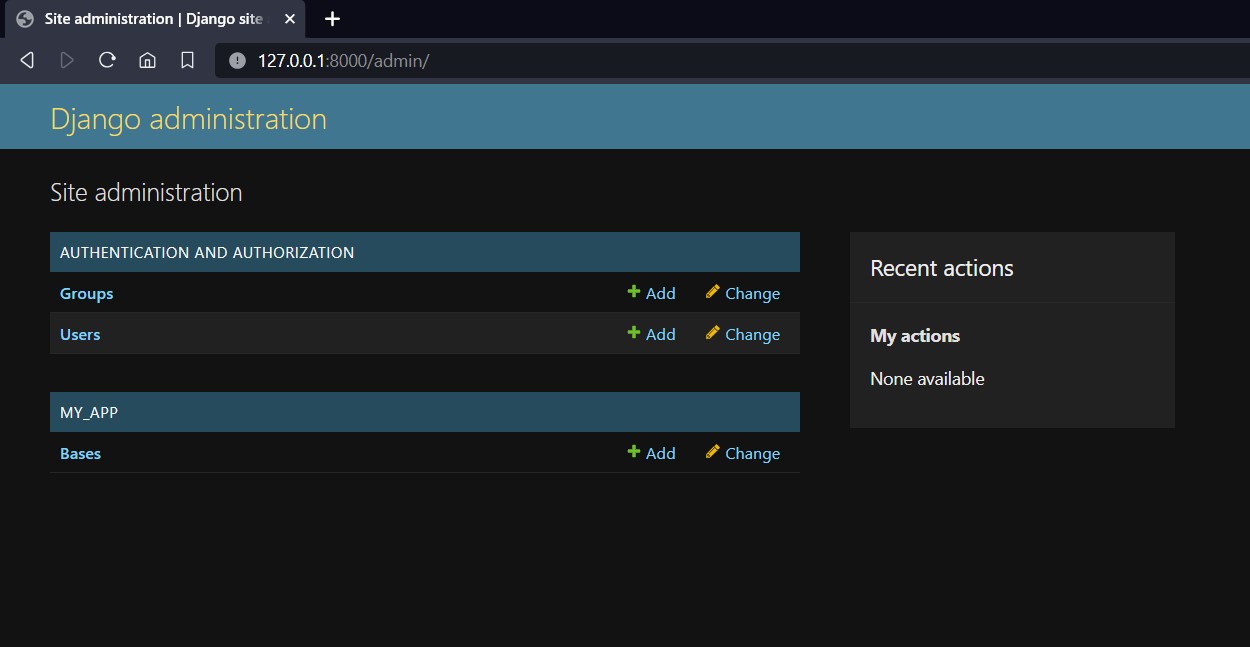 Site administration | Django site
127.0.0.1:8000/admin/
Django administration
Site administration
AUTHENTICATION AND AUTHORIZATION
Groups Add Change
Users Add Change
MY_APP
Bases Add Change
Recent actions
My actions
None available